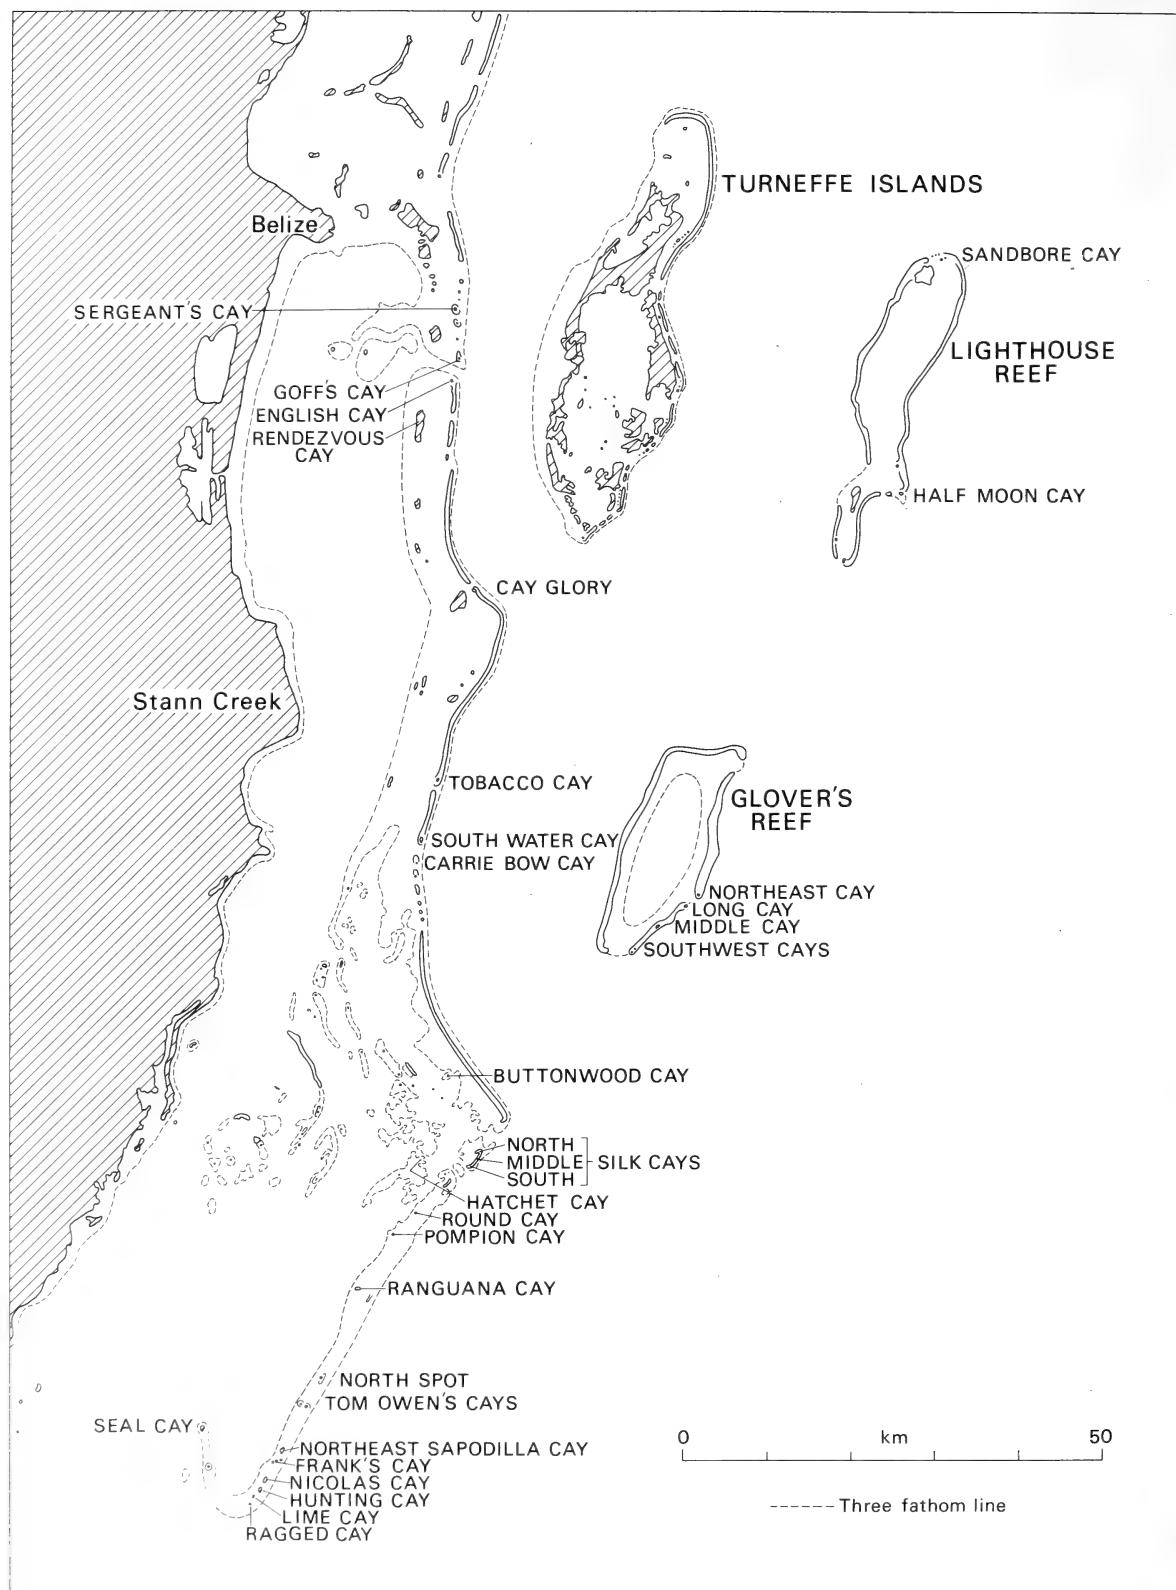 TURNEFFE ISLANDS
Belize
SANDBORE CAY
SERGEANT'S CAY
LIGHTHOUSE
REEF
GOFFS CAY
ENGLISH CAY
RENDEZVOUS
CAY
HALF MOON CAY
CAY GLORY
Stann Creek
TOBACCO CAY
GLOVER'S
REEF
SOUTH WATER CAY
CARRIE BOW CAY
NORTHEAST CAY
LONG CAY
MIDDLE CAY
SOUTHWEST CAYS
BUTTONWOOD CAY
NORTH
MIDDLE SILK CAYS
SOUTH
HATCHET CAY
ROUND CAY
POMPION CAY
RANGUANA CAY
NORTH SPOT
TOM OWEN'S CAYS
SEAL CAY
NORTHEAST SAPODILLA CAY
FRANK'S CAY
NICOLAS CAY
HUNTING CAY
LIME CAY
RAGGED CAY
0 km 50
Three fathom line